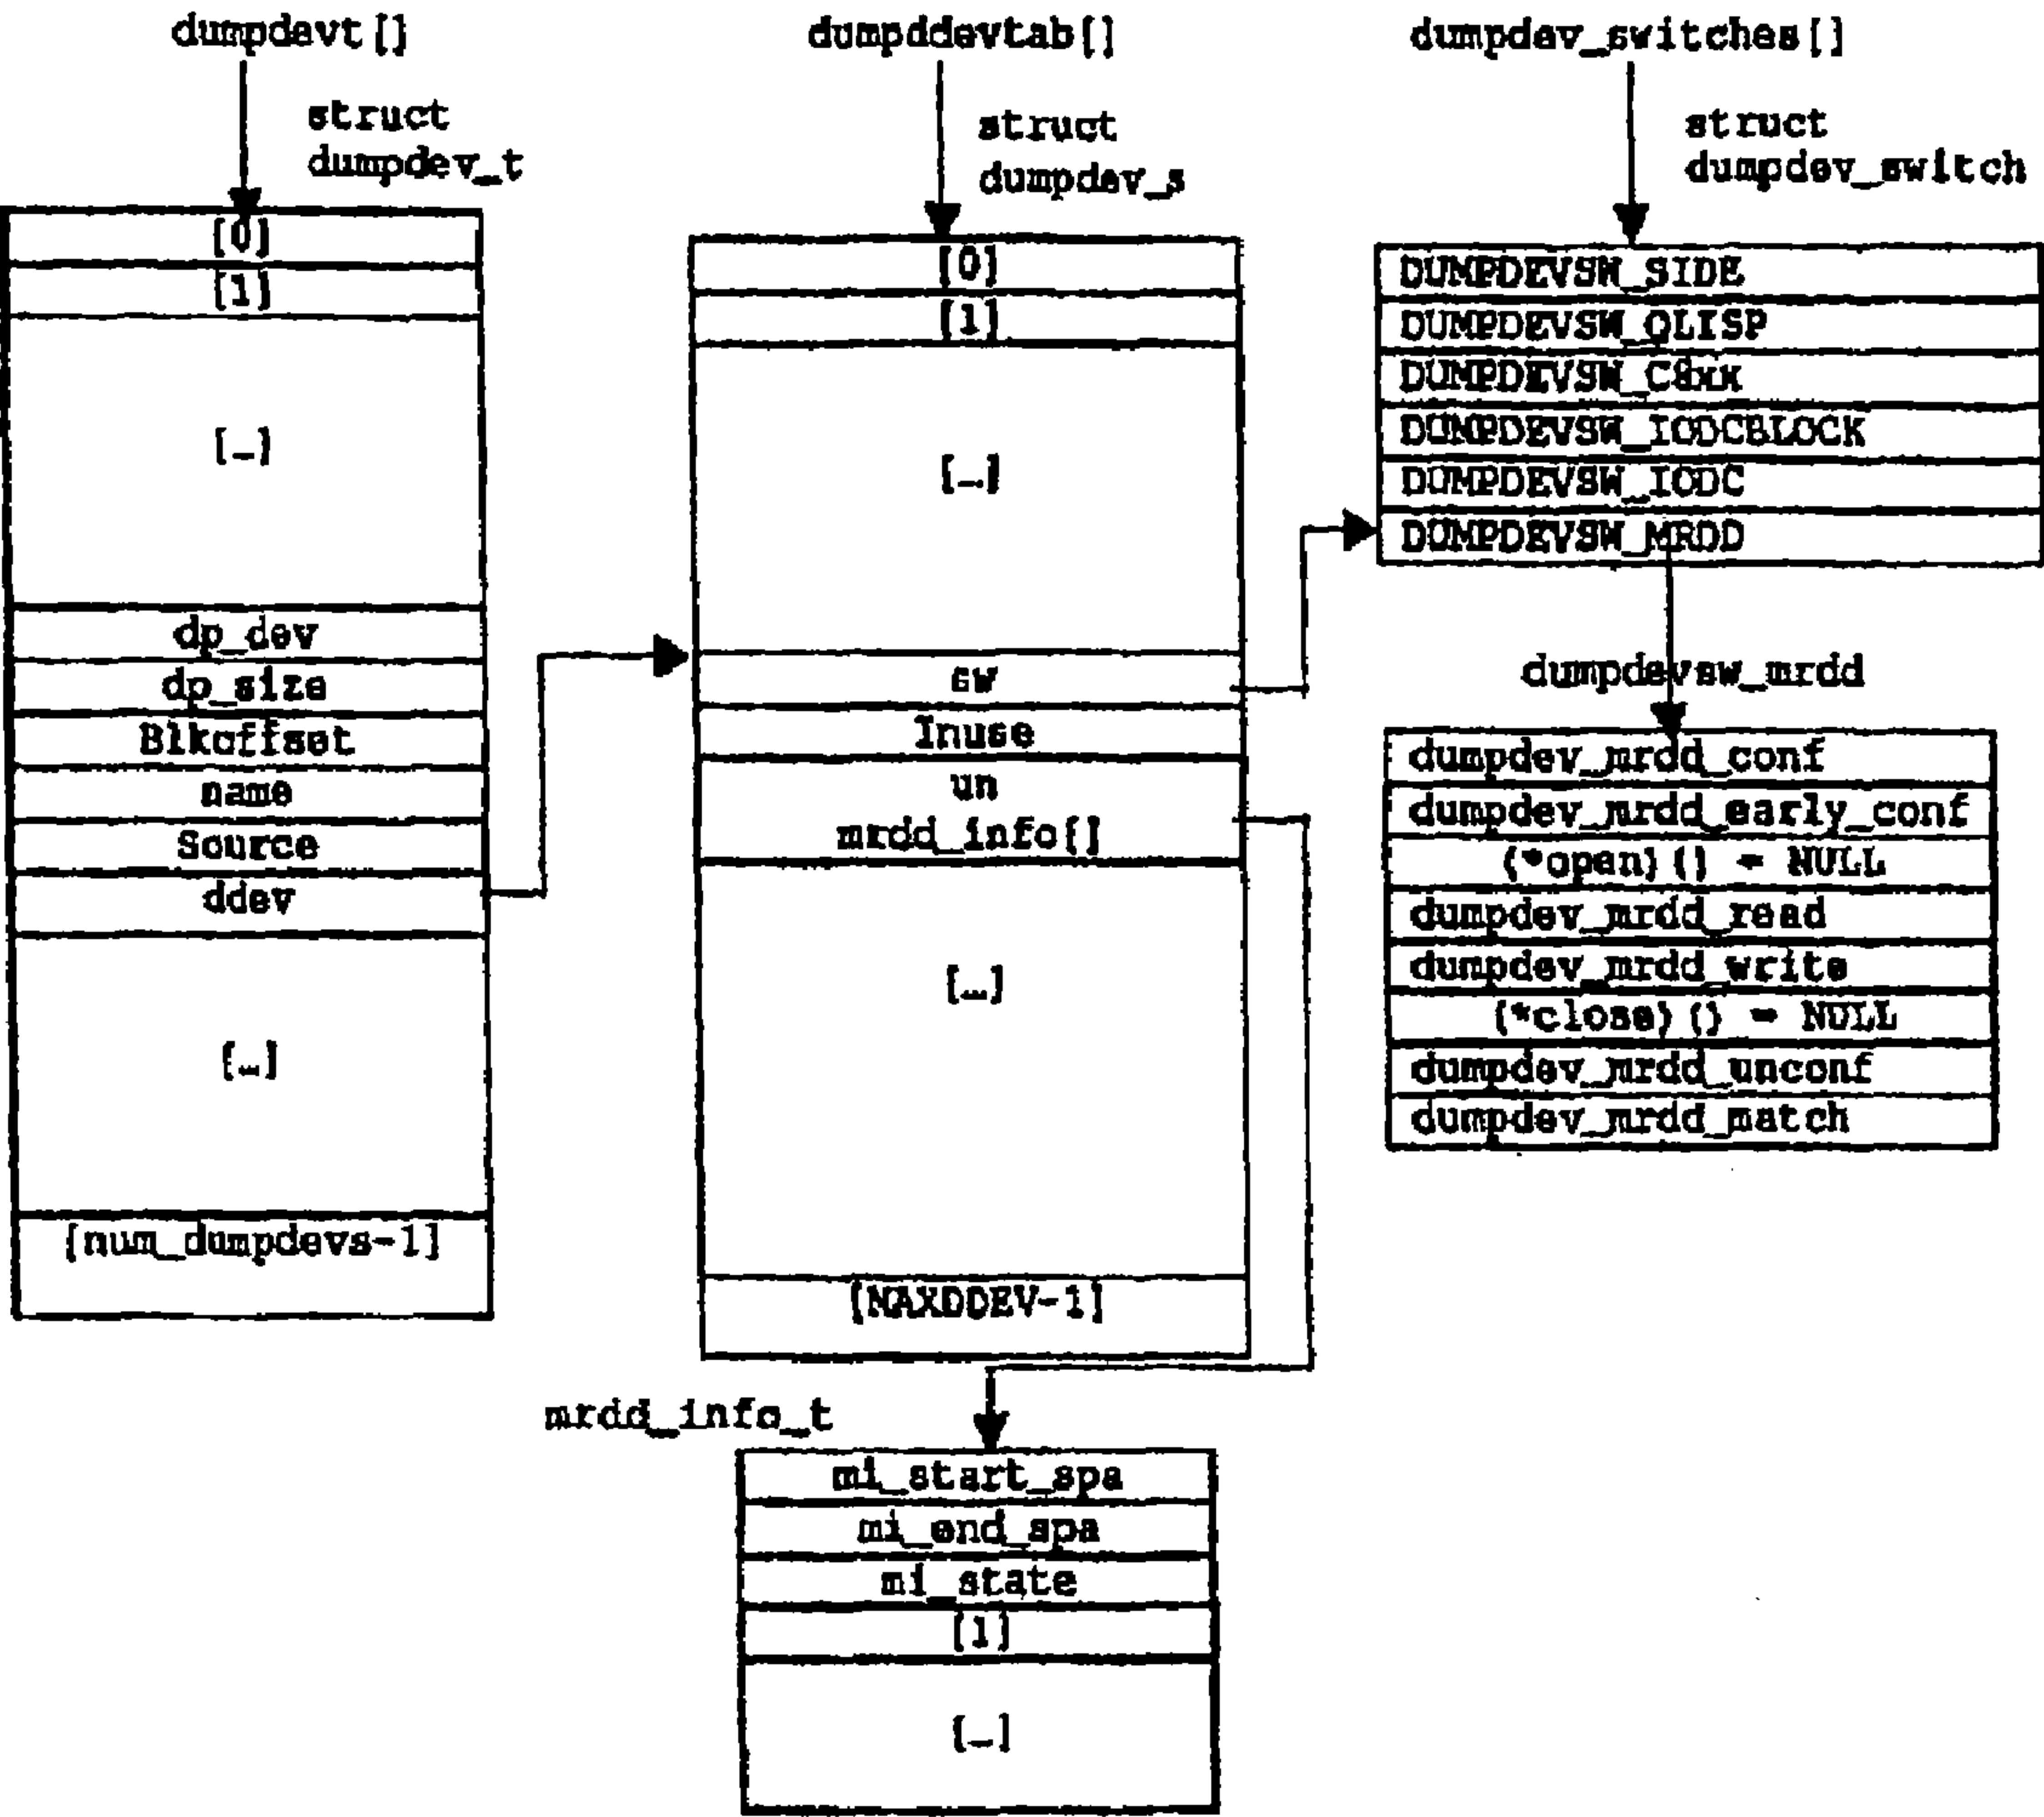 dumpdevt[]
struct
dumpdev_t
[0]
[1]
[…]
dp_dev
dp_size
Blkoffset
name
Source
ddev
[…]
[num_dumpdevs-1]
dumpddevtab[]
struct
dumpdev_s
[0]
[1]
[…]
sw
Inuse
un
mrdd_info[]
[…]
[MAXDDEV-1]
dumpdev_switches[]
struct
dumpdev_switch
DUMPDEVSW_SIDE
DUMPDEVSW_QLISP
DUMPDEVSW_C8xx
DUMPDEVSW_IODCBLOCK
DUMPDEVSW_IODC
DUMPDEVSW_MRDD
dumpdevsw_mrdd
dumpdev_mrdd_conf
dumpdev_mrdd_early_conf
(*open)() = NULL
dumpdev_mrdd_read
dumpdev_mrdd_write
(*close)() = NULL
dumpdev_mrdd_unconf
dumpdev_mrdd_match
mrdd_info_t
mi_start_spa
mi_end_spa
mi_state
[1]
[…]